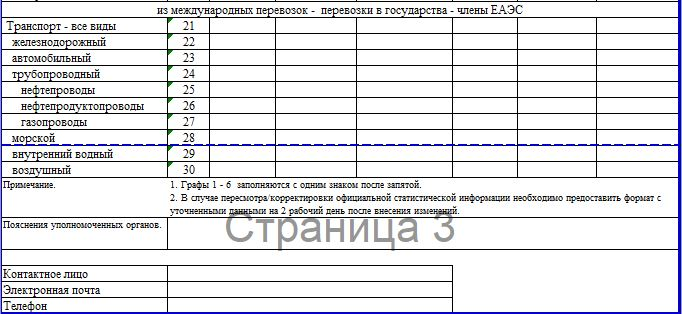 из международных перевозок - перевозки в государства - члены ЕАЭС
Транспорт - все виды 21
железнодорожный 22
автомобильный 23
трубопроводный 24
нефтепроводы 25
нефтепродуктопроводы 26
газопроводы 27
морской 28
внутренний водный 29
воздушный 30
Примечание. 1. Графы 1 - 6 заполняются с одним знаком после запятой.
2. В случае пересмотра/корректировки официальной статистической информации необходимо предоставить формат с
уточненными данными на 2 рабочий день после внесения изменений.
Пояснения уполномоченных органов.
Страница 3
Контактное лицо
Электронная почта
Телефон